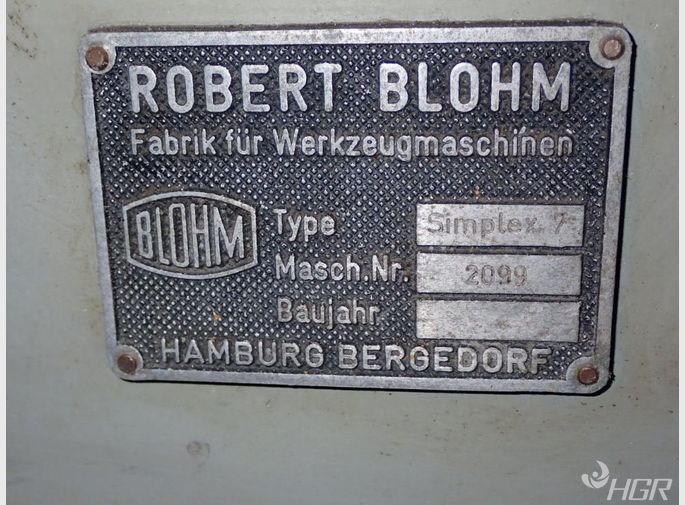 ROBERT BLOHM
Fabrik für Werkzeugmaschinen
BLOHM
Type Simplex 7
Masch.Nr. 2099
Baujahr
HAMBURG BERGEDORF
HGR